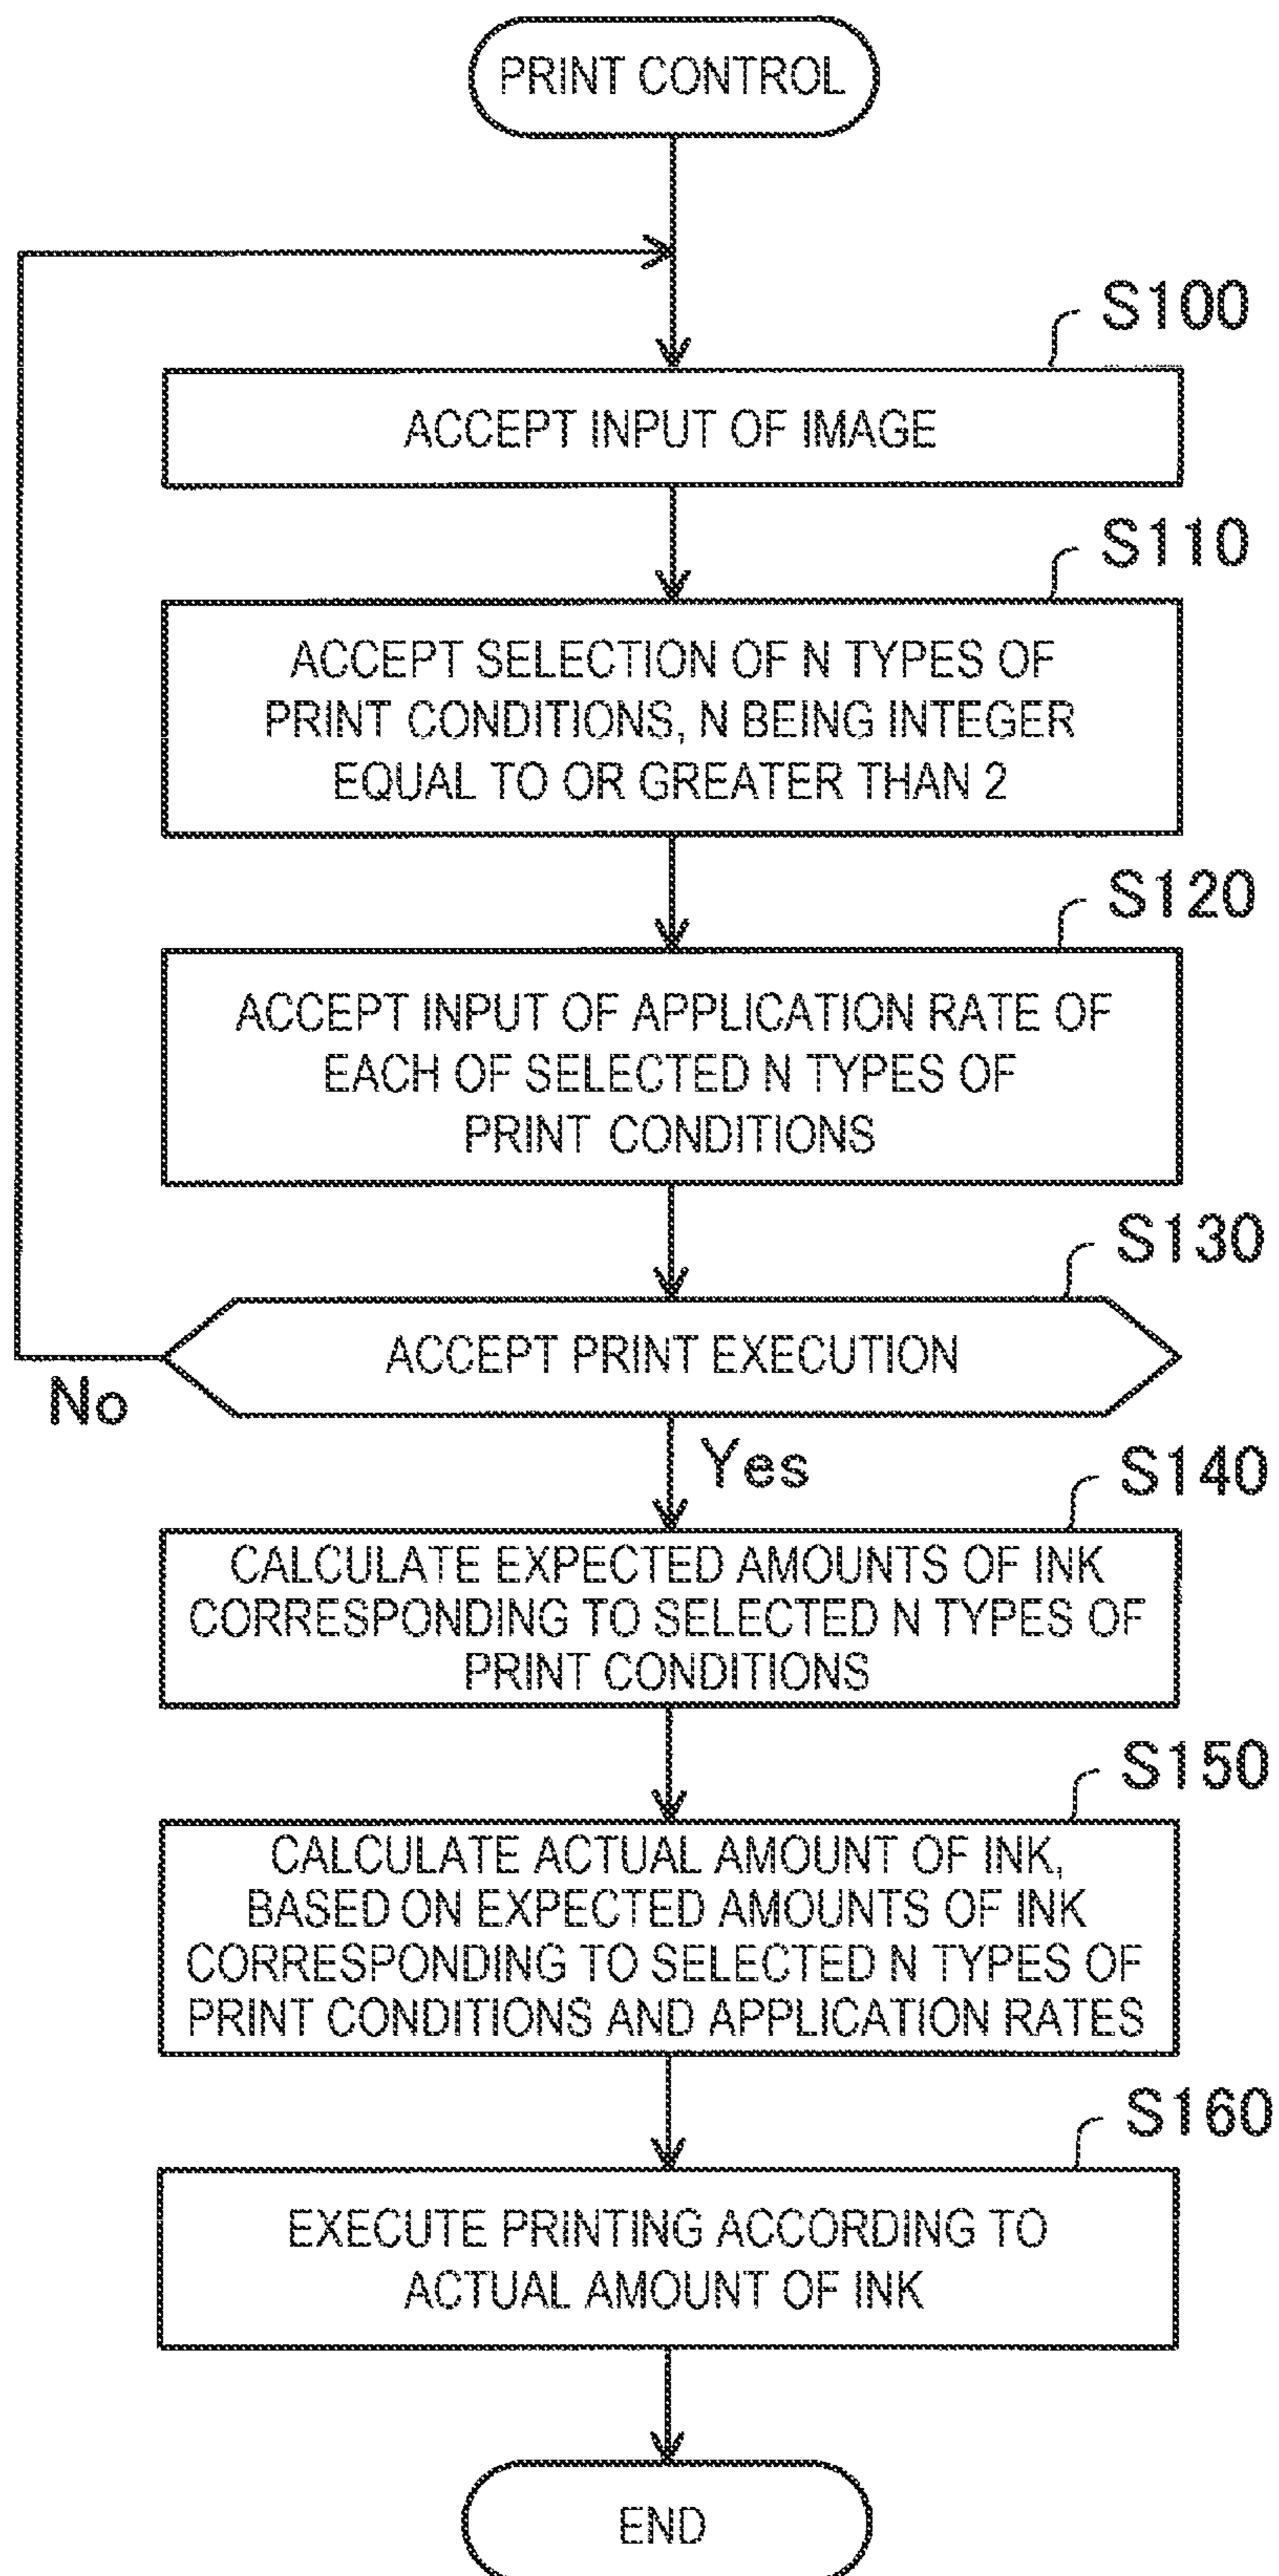 PRINT CONTROL
S100
ACCEPT INPUT OF IMAGE
S110
ACCEPT SELECTION OF N TYPES OF
PRINT CONDITIONS, N BEING INTEGER
EQUAL TO OR GREATER THAN 2
S120
ACCEPT INPUT OF APPLICATION RATE OF
EACH OF SELECTED N TYPES OF
PRINT CONDITIONS
S130
ACCEPT PRINT EXECUTION
No
Yes
S140
CALCULATE EXPECTED AMOUNTS OF INK
CORRESPONDING TO SELECTED N TYPES OF
PRINT CONDITIONS
S150
CALCULATE ACTUAL AMOUNT OF INK,
BASED ON EXPECTED AMOUNTS OF INK
CORRESPONDING TO SELECTED N TYPES OF
PRINT CONDITIONS AND APPLICATION RATES
S160
EXECUTE PRINTING ACCORDING TO
ACTUAL AMOUNT OF INK
END